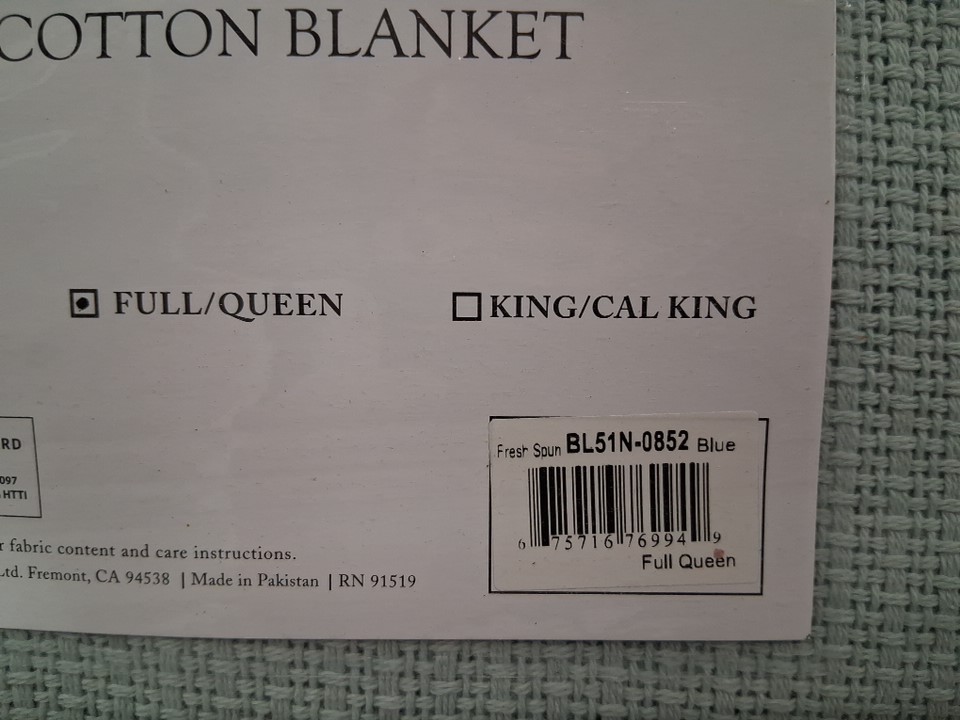 COTTON BLANKET
FULL/QUEEN KING/CAL KING
RD
097
HTTI
Fresh Spun BL51N-0852 Blue
6 75716 76994 9
Full Queen
r fabric content and care instructions.
Ltd. Fremont, CA 94538 | Made in Pakistan | RN 91519